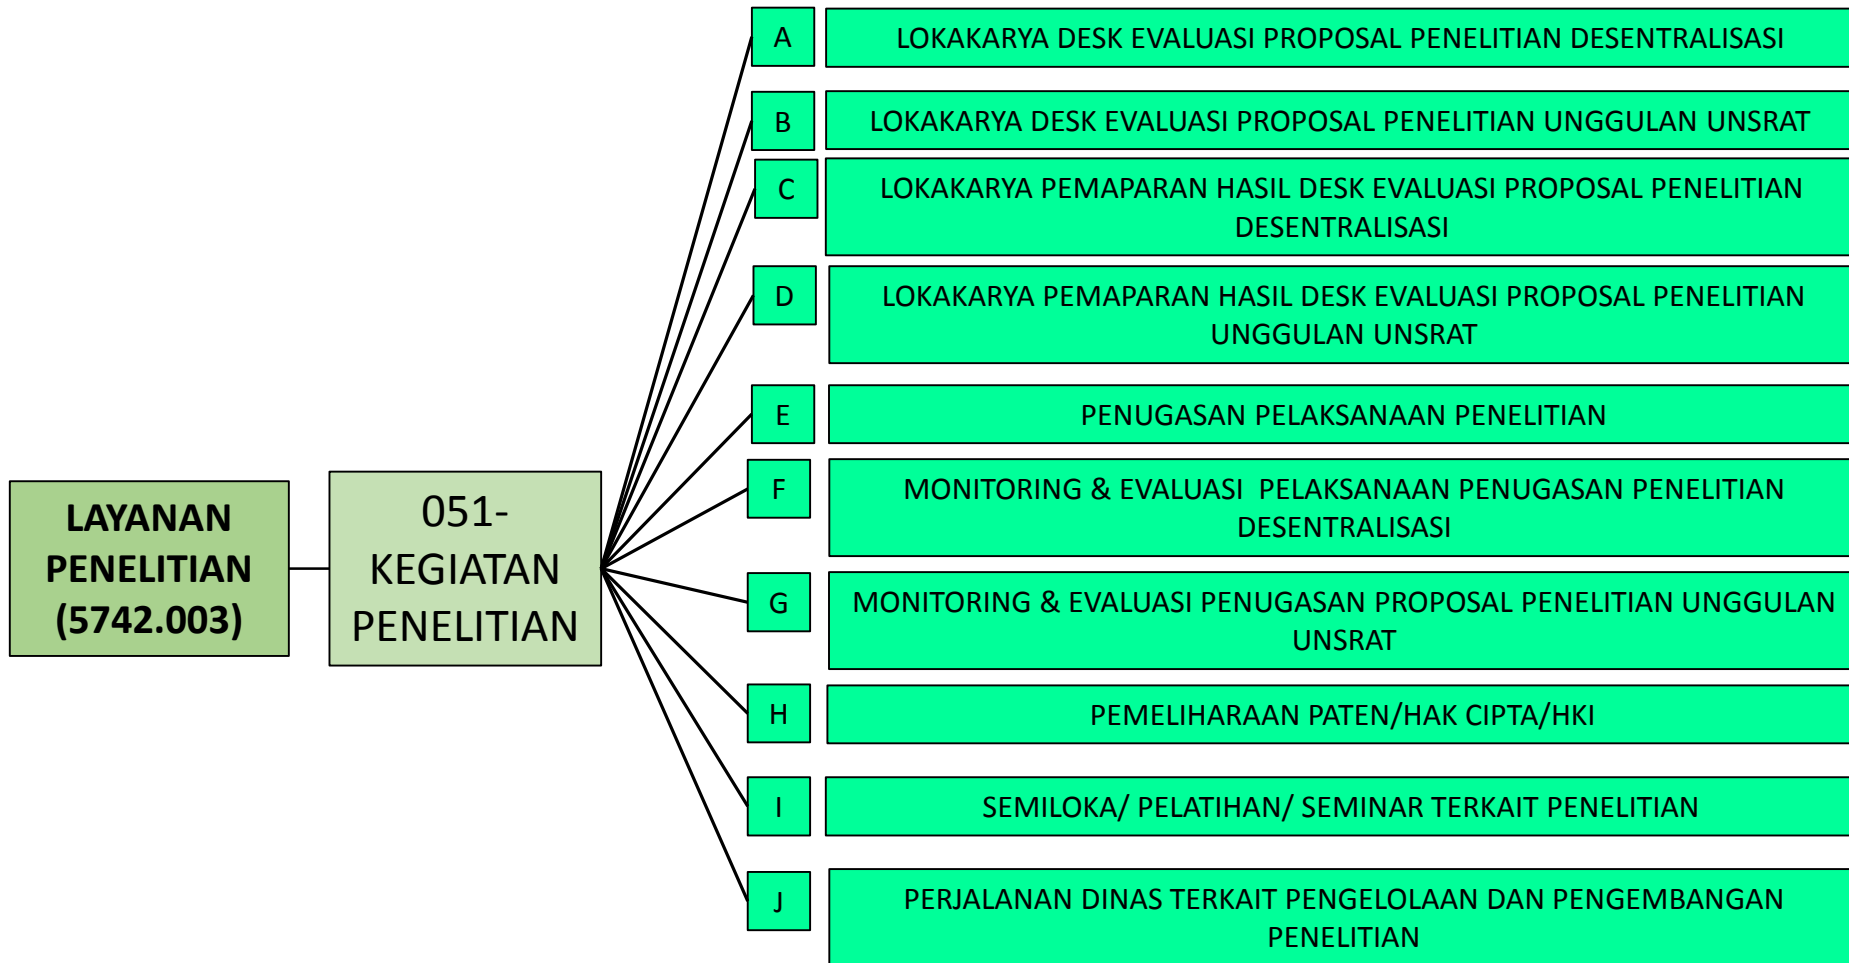 LAYANAN
PENELITIAN
(5742.003)
051-
KEGIATAN
PENELITIAN
A
LOKAKARYA DESK EVALUASI PROPOSAL PENELITIAN DESENTRALISASI
B
LOKAKARYA DESK EVALUASI PROPOSAL PENELITIAN UNGGULAN UNSRAT
C
LOKAKARYA PEMAPARAN HASIL DESK EVALUASI PROPOSAL PENELITIAN
DESENTRALISASI
D
LOKAKARYA PEMAPARAN HASIL DESK EVALUASI PROPOSAL PENELITIAN
UNGGULAN UNSRAT
E
PENUGASAN PELAKSANAAN PENELITIAN
F
MONITORING & EVALUASI  PELAKSANAAN PENUGASAN PENELITIAN
DESENTRALISASI
G
MONITORING & EVALUASI PENUGASAN PROPOSAL PENELITIAN UNGGULAN
UNSRAT
H
PEMELIHARAAN PATEN/HAK CIPTA/HKI
I
SEMILOKA/ PELATIHAN/ SEMINAR TERKAIT PENELITIAN
J
PERJALANAN DINAS TERKAIT PENGELOLAAN DAN PENGEMBANGAN
PENELITIAN